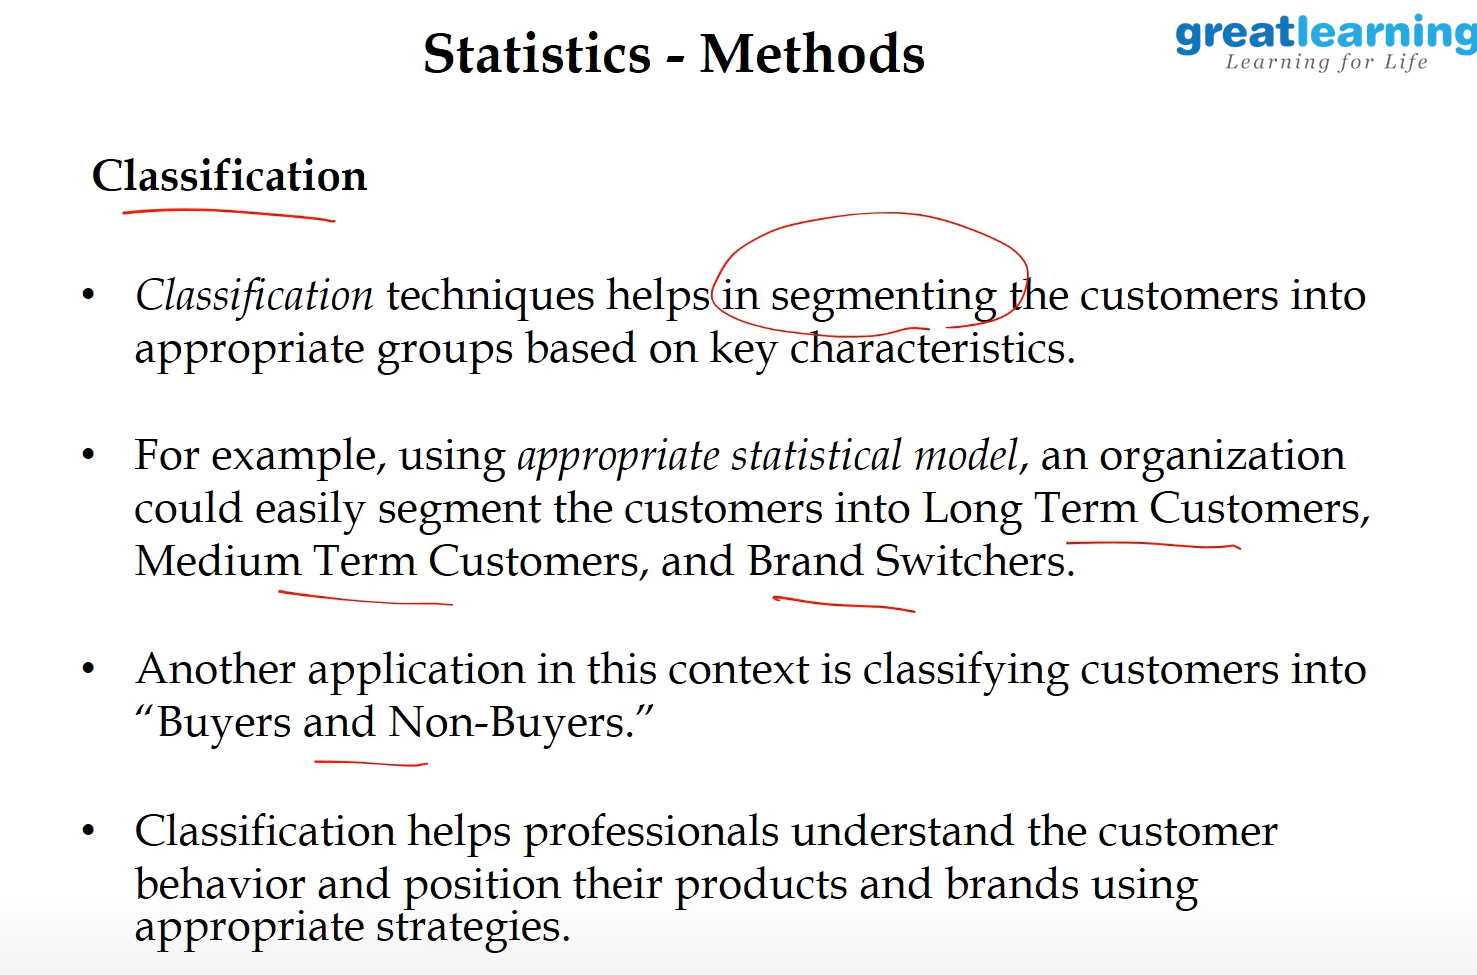 Statistics - Methods
greatlearning
Learning for Life
Classification
• Classification techniques helps in segmenting the customers into
appropriate groups based on key characteristics.
• For example, using appropriate statistical model, an organization
could easily segment the customers into Long Term Customers,
Medium Term Customers, and Brand Switchers.
• Another application in this context is classifying customers into
“Buyers and Non-Buyers.”
• Classification helps professionals understand the customer
behavior and position their products and brands using
appropriate strategies.